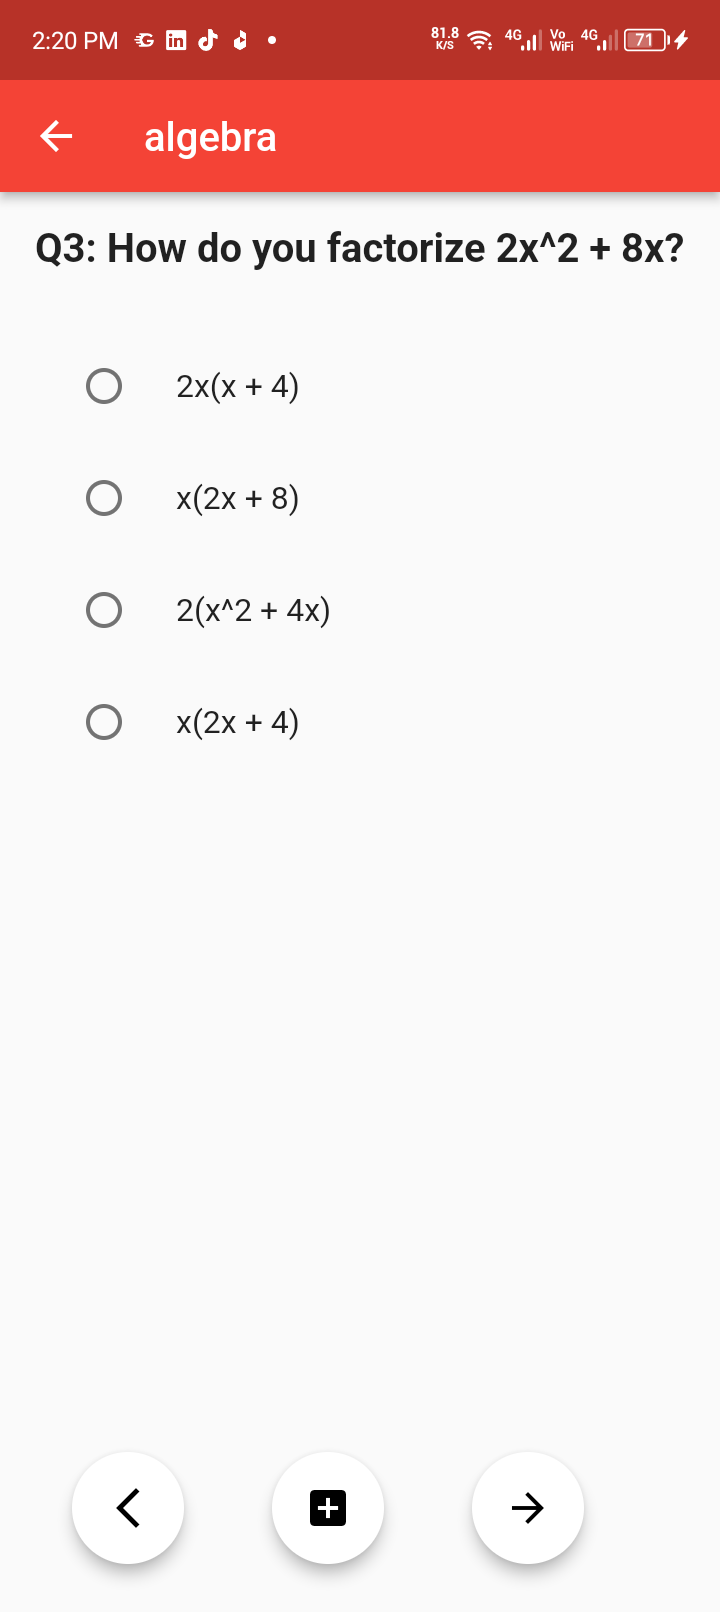 2:20 PM
81.8
K/S
4G
Vo
WiFi
4G
71
algebra
Q3: How do you factorize 2x^2 + 8x?
2x(x + 4)
x(2x + 8)
2(x^2 + 4x)
x(2x + 4)